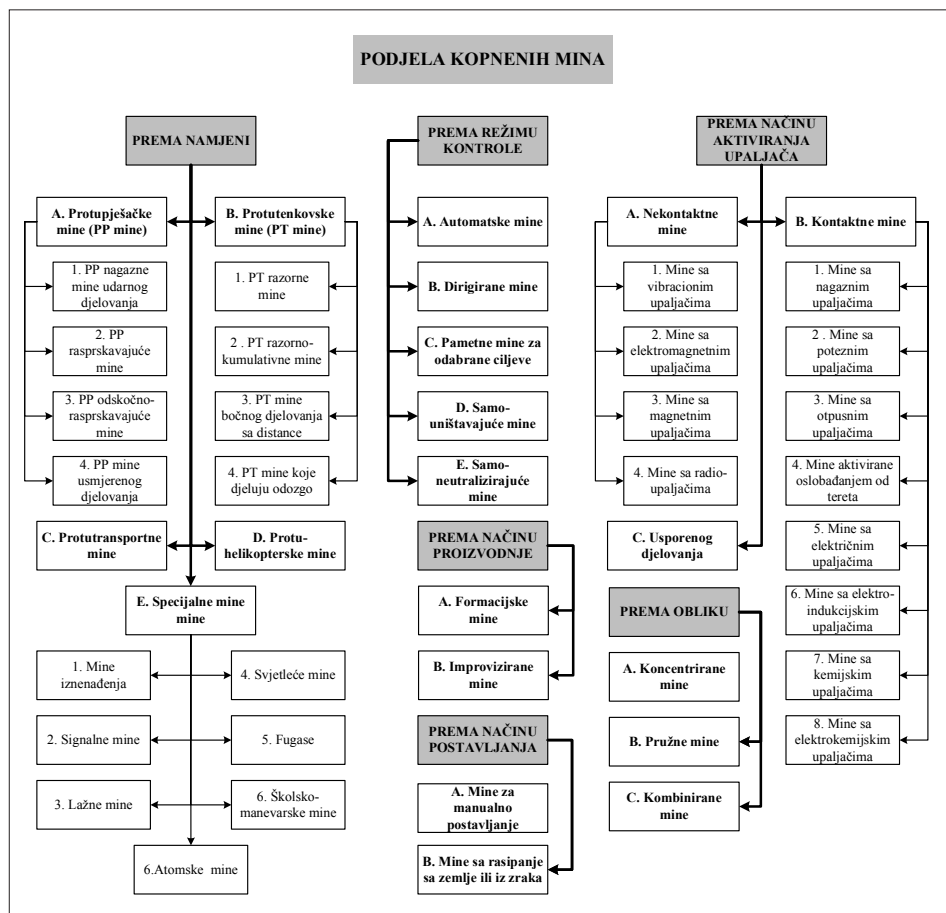 PODJELA KOPNENIH MINA
PREMA NAMJENI
A. Protupješačke
mine (PP mine)
B. Protutenkovske
mine (PT mine)
1. PP nagazne
mine udarnog
djelovanja
1. PT razorne
mine
2. PP
rasprskavajuće
mine
2 . PT razorno-
kumulativne mine
3. PP odskočno-
rasprskavajuće
mine
3. PT mine
bočnog djelovanja
sa distance
4. PP mine
usmjerenog
djelovanja
4. PT mine koje
djeluju odozgo
C. Protutransportne
mine
D. Protu-
helikopterske mine
E. Specijalne mine
mine
1. Mine
iznenađenja
4. Svjetleće mine
2. Signalne mine
5. Fugase
3. Lažne mine
6. Školsko-
manevarske mine
6.Atomske mine
PREMA REŽIMU
KONTROLE
A. Automatske mine
B. Dirigirane mine
C. Pametne mine za
odabrane ciljeve
D. Samo-
uništavajuće mine
E. Samo-
neutralizirajuće
mine
PREMA NAČINU
PROIZVODNJE
A. Formacijske
mine
B. Improvizirane
mine
PREMA NAČINU
POSTAVLJANJA
A. Mine za
manualno
postavljanje
B. Mine sa rasipanje
sa zemlje ili iz zraka
PREMA NAČINU
AKTIVIRANJA
UPALJAČA
A. Nekontaktne
mine
B. Kontaktne mine
1. Mine sa
vibracionim
upaljačima
1. Mine sa
nagaznim
upaljačima
2. Mine sa
elektromagnetnim
upaljačima
2 . Mine sa
poteznim
upaljačima
3. Mine sa
magnetnim
upaljačima
3. Mine sa
otpusnim
upaljačima
4. Mine sa radio-
upaljačima
4. Mine aktivirane
oslobađanjem od
tereta
C. Usporenog
djelovanja
5. Mine sa
električnim
upaljačima
6. Mine sa elektro-
indukcijskim
upaljačima
7. Mine sa
kemijskim
upaljačima
8. Mine sa
elektrokemijskim
upaljačima
PREMA OBLIKU
A. Koncentrirane
mine
B. Pružne mine
C. Kombinirane
mine